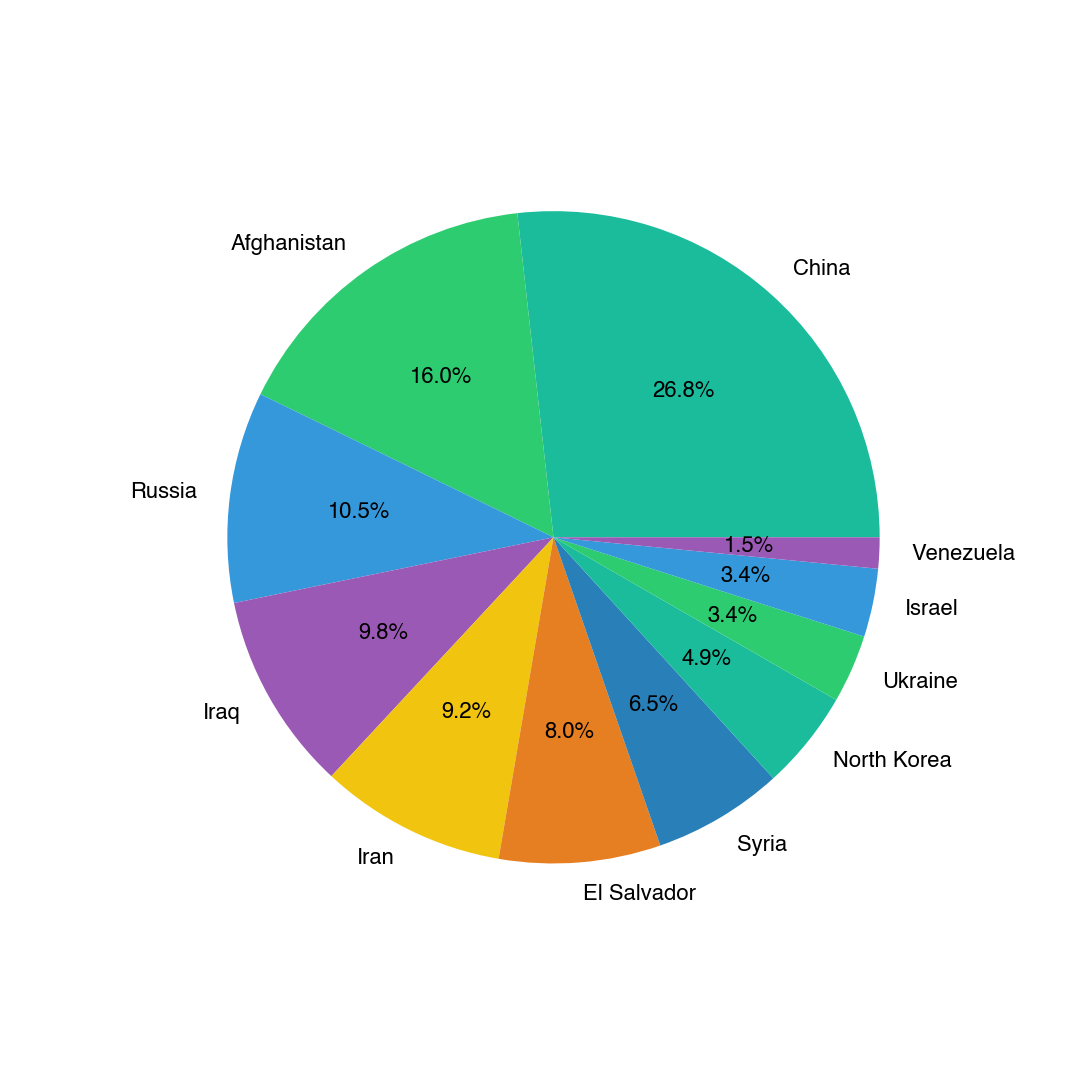 Afghanistan
China
16.0%
26.8%
Russia
10.5%
1.5%
Venezuela
3.4%
Israel
3.4%
9.8%
4.9%
Ukraine
Iraq
9.2%
6.5%
8.0%
North Korea
Syria
Iran
El Salvador